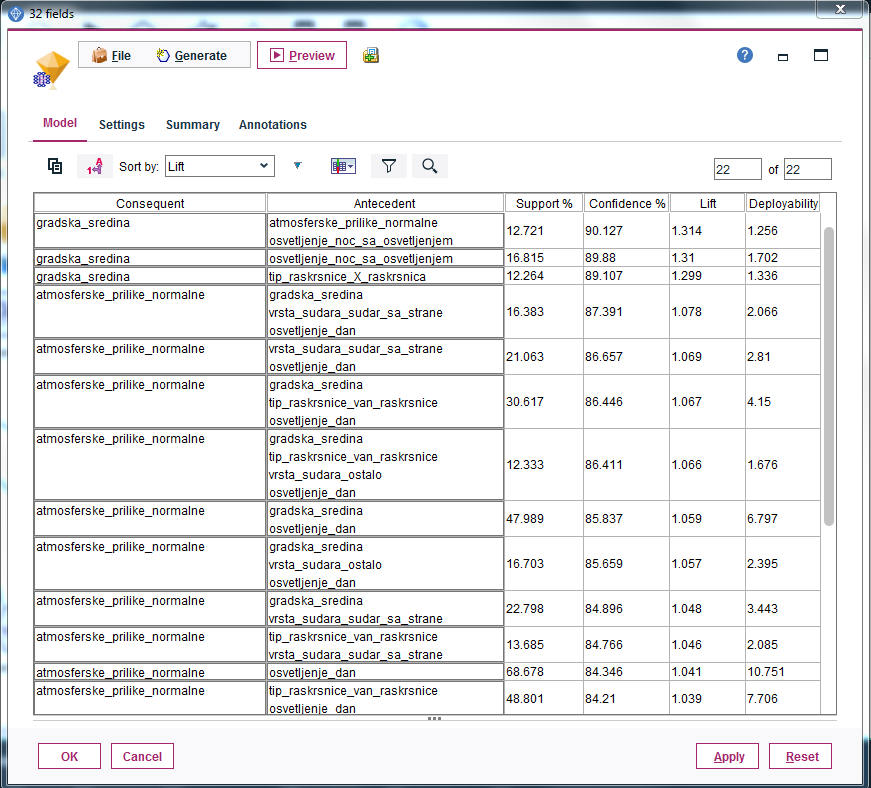 32 fields
File Generate Preview
Model Settings Summary Annotations
Sort by: Lift 22 of 22
Consequent Antecedent Support % Confidence % Lift Deployability
gradska_sredina atmosferske_prilike_normalne
osvetljenje_noc_sa_osvetljenjem 12.721 90.127 1.314 1.256
gradska_sredina osvetljenje_noc_sa_osvetljenjem 16.815 89.88 1.31 1.702
gradska_sredina tip_raskrsnice_X_raskrsnica 12.264 89.107 1.299 1.336
atmosferske_prilike_normalne gradska_sredina
vrsta_sudara_sudar_sa_strane 16.383 87.391 1.078 2.066
osvetljenje_dan
atmosferske_prilike_normalne vrsta_sudara_sudar_sa_strane
osvetljenje_dan 21.063 86.657 1.069 2.81
atmosferske_prilike_normalne gradska_sredina
tip_raskrsnice_van_raskrsnice 30.617 86.446 1.067 4.15
osvetljenje_dan
atmosferske_prilike_normalne gradska_sredina
tip_raskrsnice_van_raskrsnice
vrsta_sudara_ostalo 12.333 86.411 1.066 1.676
osvetljenje_dan
atmosferske_prilike_normalne gradska_sredina
osvetljenje_dan 47.989 85.837 1.059 6.797
atmosferske_prilike_normalne gradska_sredina
vrsta_sudara_ostalo 16.703 85.659 1.057 2.395
osvetljenje_dan
atmosferske_prilike_normalne gradska_sredina
vrsta_sudara_sudar_sa_strane 22.798 84.896 1.048 3.443
atmosferske_prilike_normalne tip_raskrsnice_van_raskrsnice
vrsta_sudara_sudar_sa_strane 13.685 84.766 1.046 2.085
atmosferske_prilike_normalne osvetljenje_dan 68.678 84.346 1.041 10.751
atmosferske_prilike_normalne tip_raskrsnice_van_raskrsnice
osvetljenje_dan 48.801 84.21 1.039 7.706
OK Cancel Apply Reset